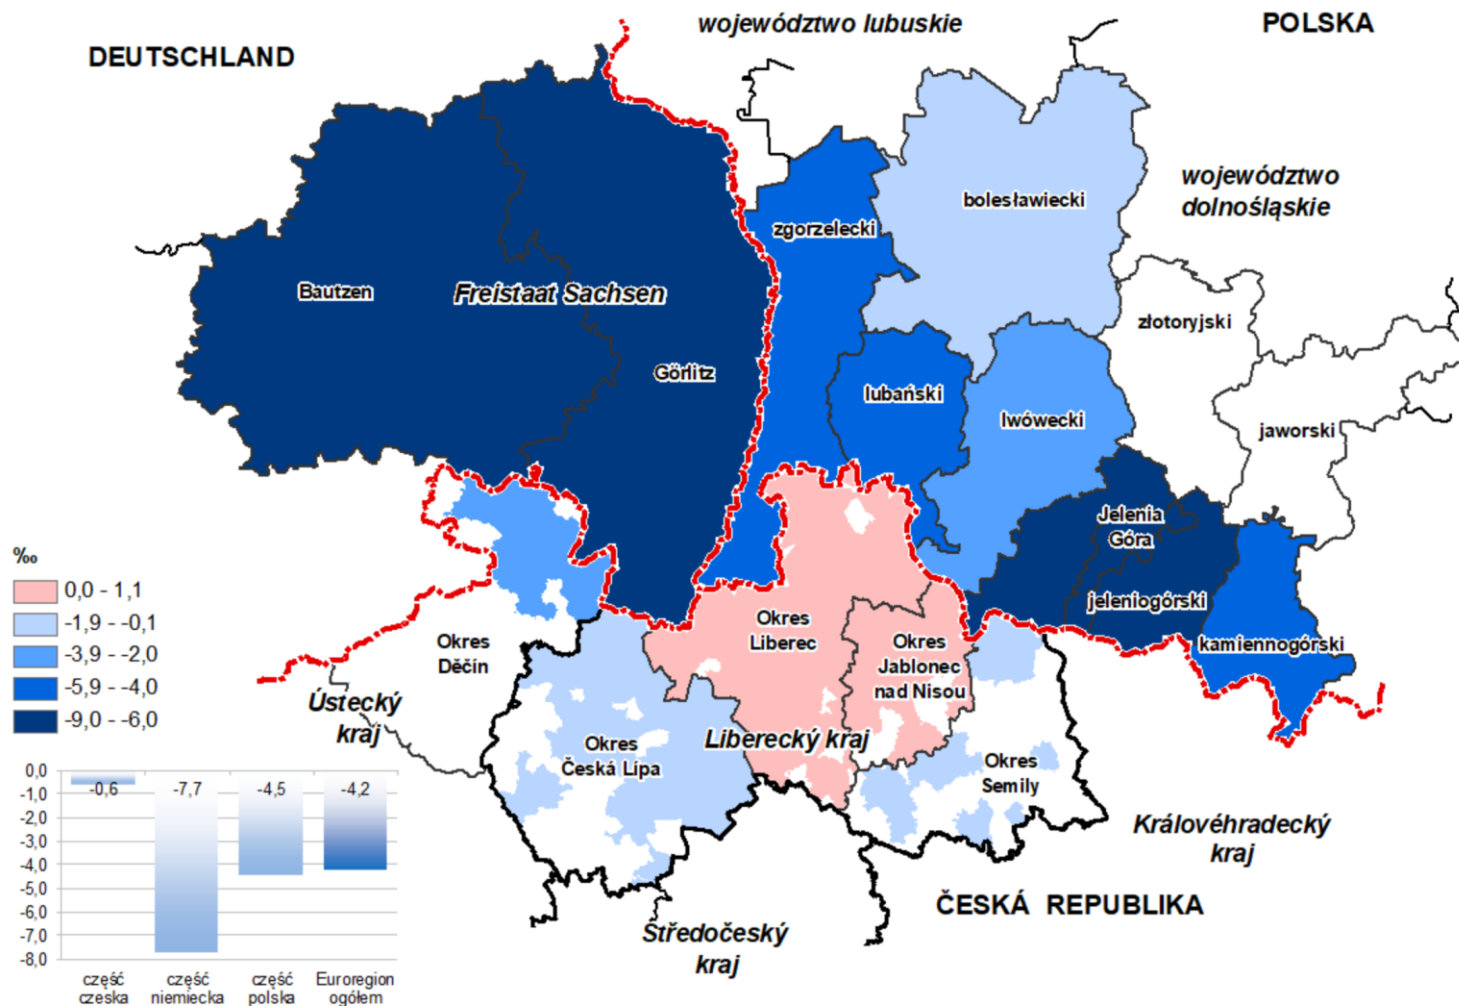 województwo lubuskie
POLSKA
DEUTSCHLAND
województwo
dolnośląskie
bolesławiecki
zgorzelecki
Bautzen
Freistaat Sachsen
złotoryjski
Görlitz
lubański
lwówecki
jaworski
Jelenia
Góra
jeleniogórski
kamiennogórski
‰
0,0 - 1,1
-1,9 - -0,1
-3,9 - -2,0
-5,9 - -4,0
-9,0 - -6,0
Okres
Děčín
Okres
Liberec
Okres
Jablonec
nad Nisou
Ústecký
kraj
Okres
Česká Lípa
Liberecký kraj
Okres
Semily
Královéhradecký
kraj
ČESKÁ REPUBLIKA
Středočeský
kraj
0,0
-1,0
-2,0
-3,0
-4,0
-5,0
-6,0
-7,0
-8,0
-0,6
-7,7
-4,5
-4,2
część
czeska
część
niemiecka
część
polska
Euroregion
ogółem